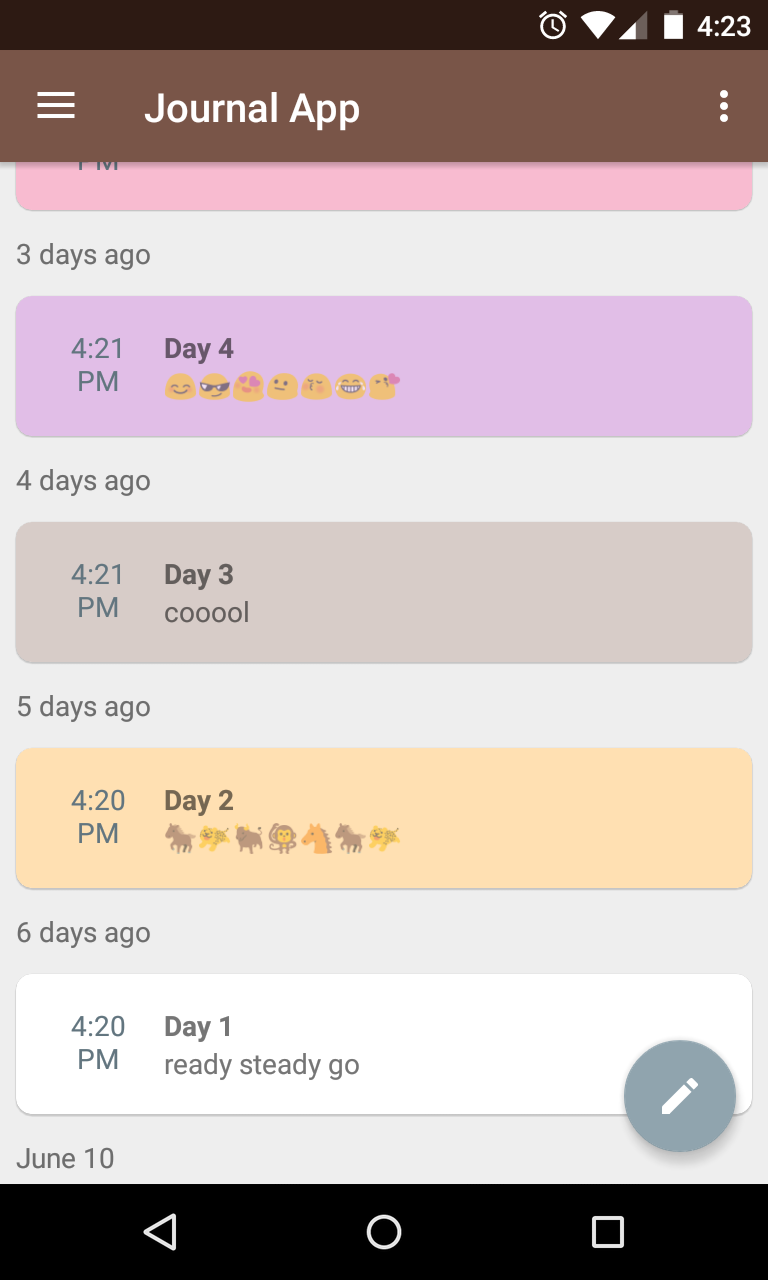 4:23
Journal App
PM
3 days ago
4:21 PM
Day 4
😊😎😍😐😋😂😘
4 days ago
4:21 PM
Day 3
cooool
5 days ago
4:20 PM
Day 2
6 days ago
4:20 PM
Day 1
ready steady go
June 10